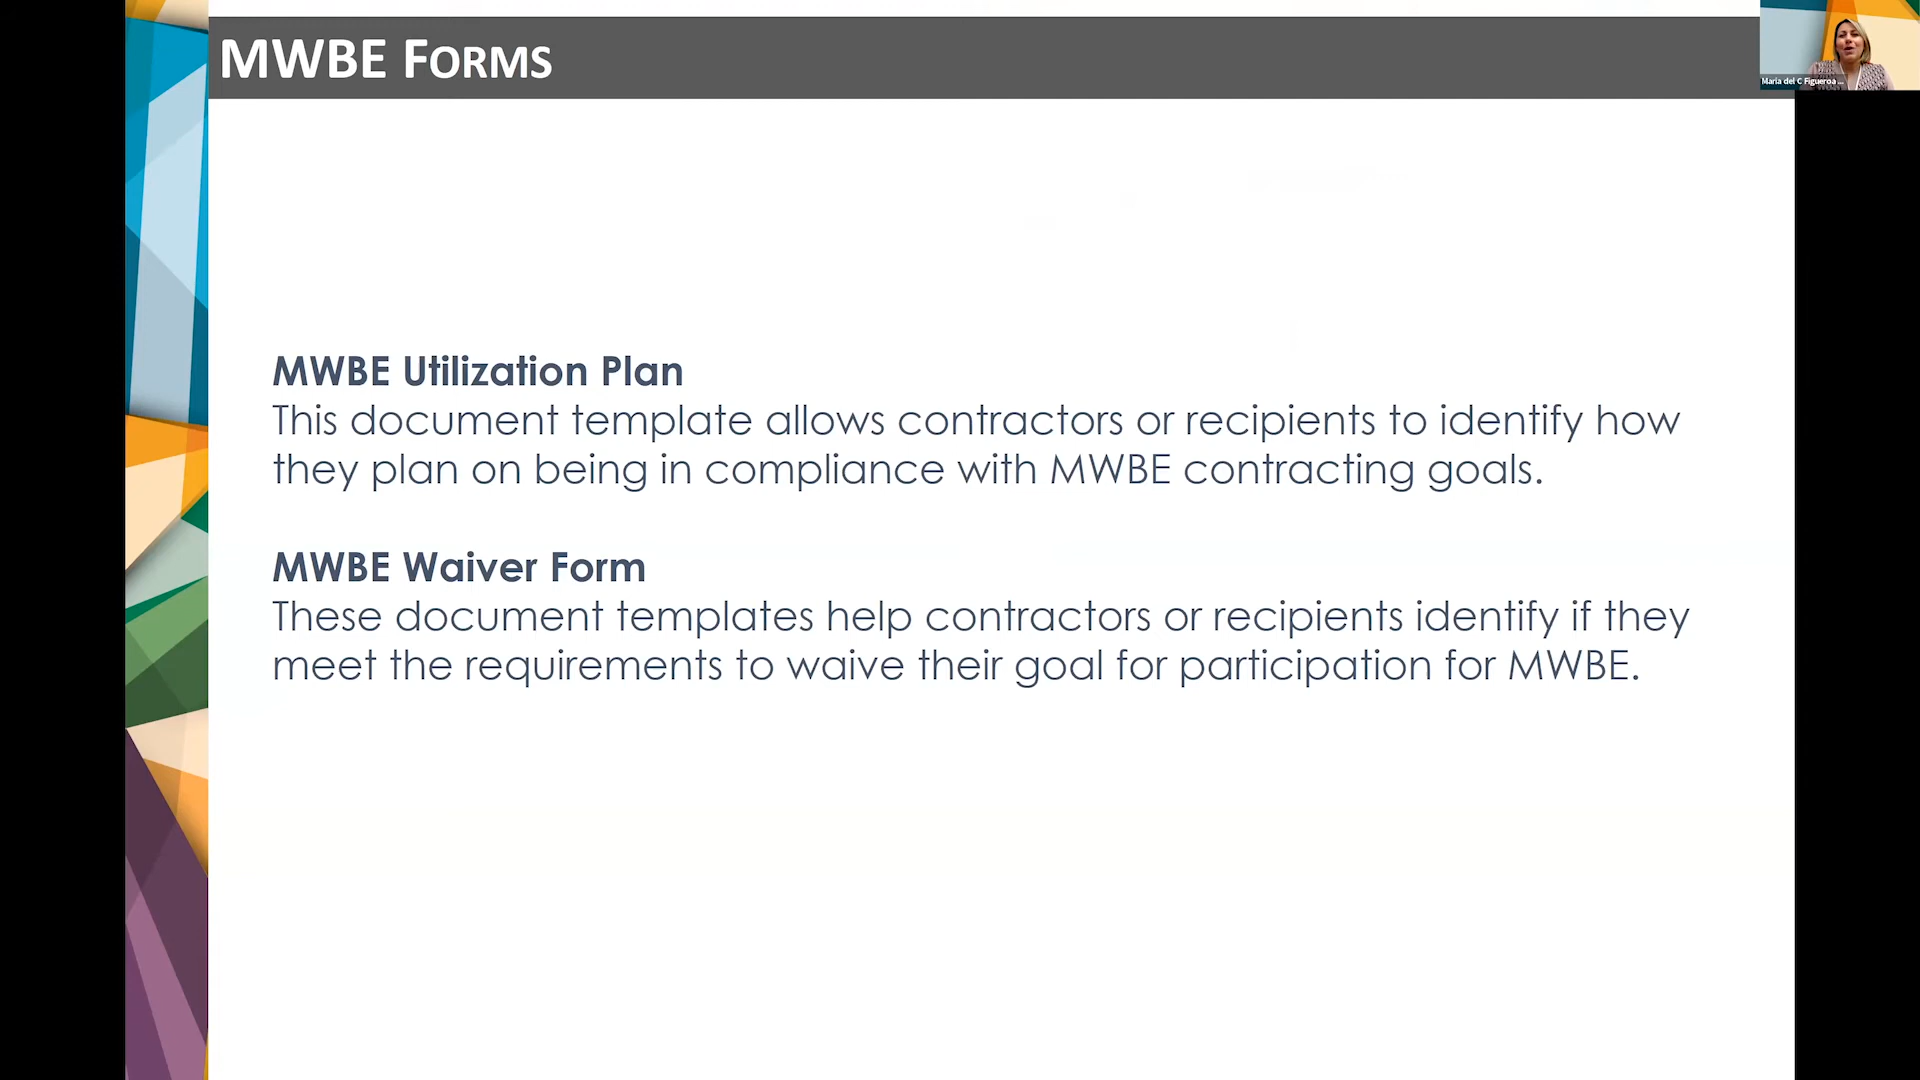 MWBE FORMS
Maria del C Figueroa ...
MWBE Utilization Plan
This document template allows contractors or recipients to identify how
they plan on being in compliance with MWBE contracting goals.
MWBE Waiver Form
These document templates help contractors or recipients identify if they
meet the requirements to waive their goal for participation for MWBE.